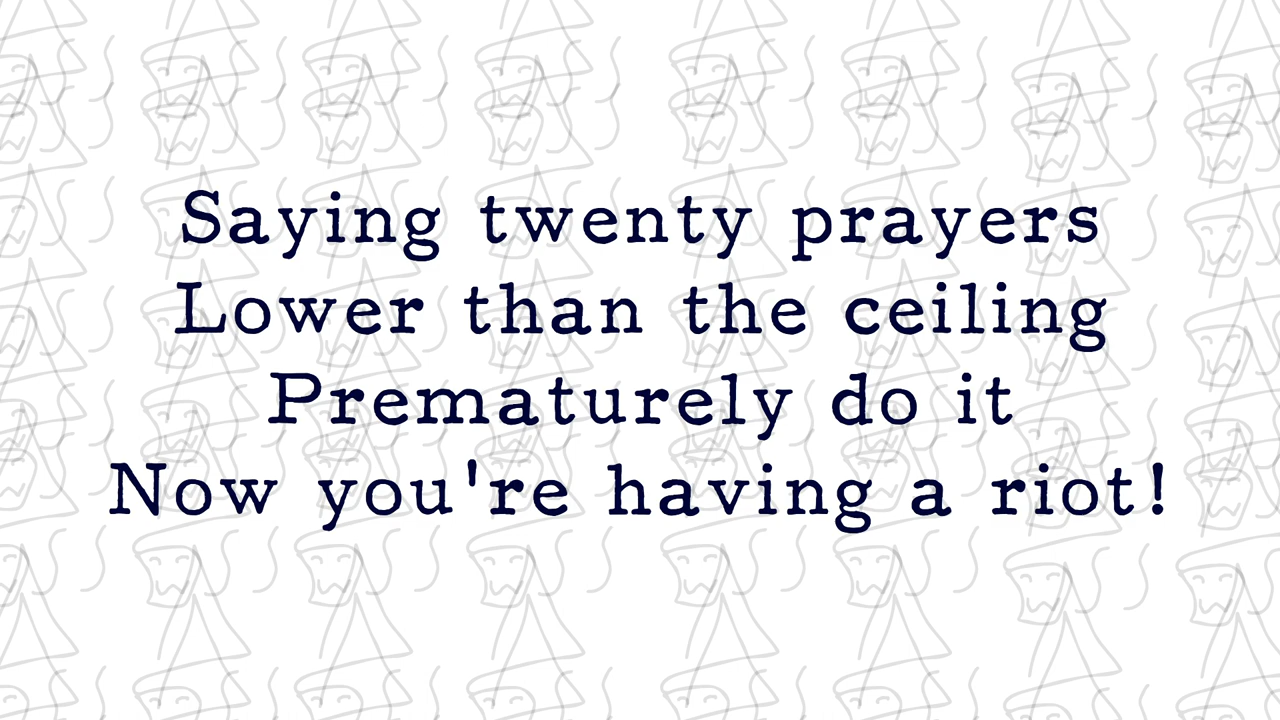 Saying twenty prayers
Lower than the ceiling
Prematurely do it
Now you're having a riot!